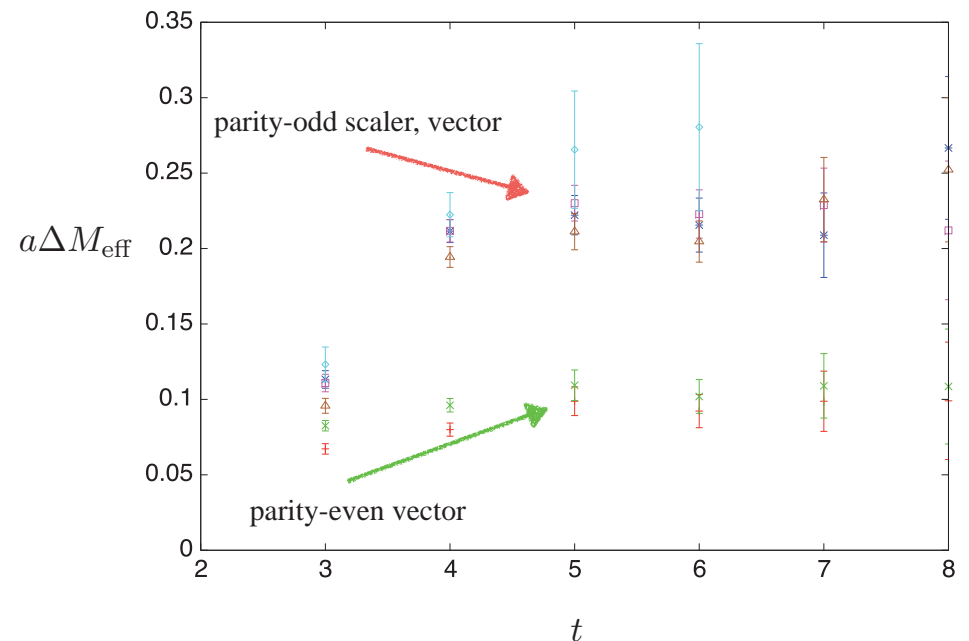 0.35
0.3
parity-odd scaler, vector
0.25
aΔM_eff
0.2
0.15
0.1
0.05
parity-even vector
0
2 3 4 5 6 7 8
t